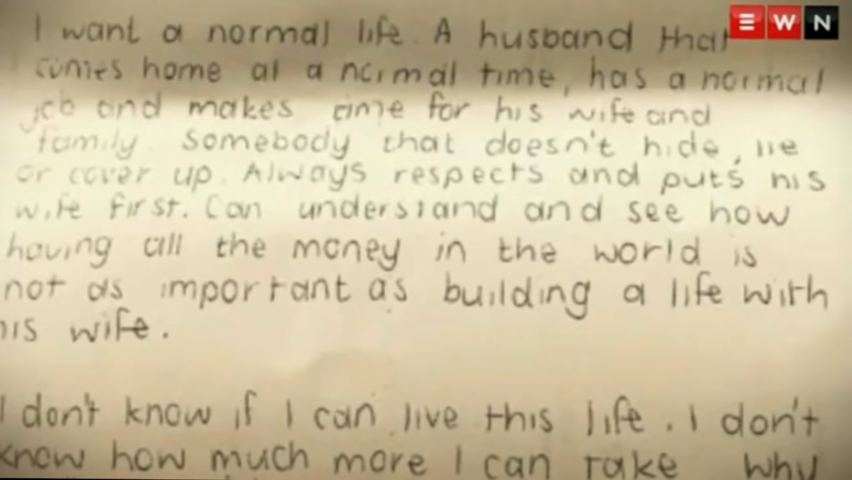 EWN
I want a normal life. A husband that
comes home at a normal time, has a normal
job and makes time for his wife and
family. Somebody that doesn't hide, lie
or cover up. Always respects and puts his
wife first. Can understand and see how
having all the money in the world is
not as important as building a life with
his wife.
I don't know if I can live this life. I don't
know how much more I can take why